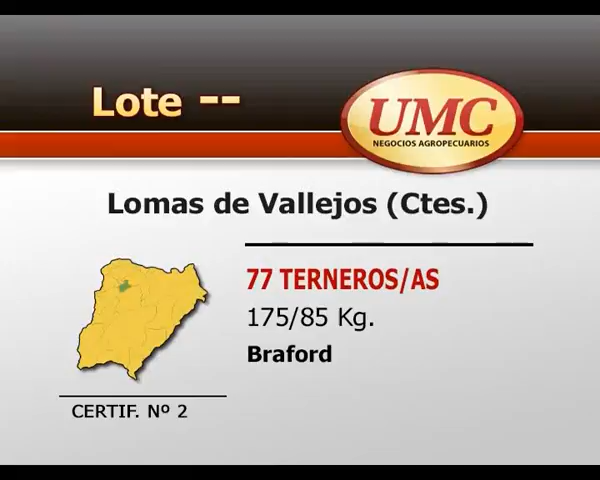 Lote --
UMC
NEGOCIOS AGROPECUARIOS
Lomas de Vallejos (Ctes.)
77 TERNEROS/AS
175/85 Kg.
Braford
CERTIF. Nº 2